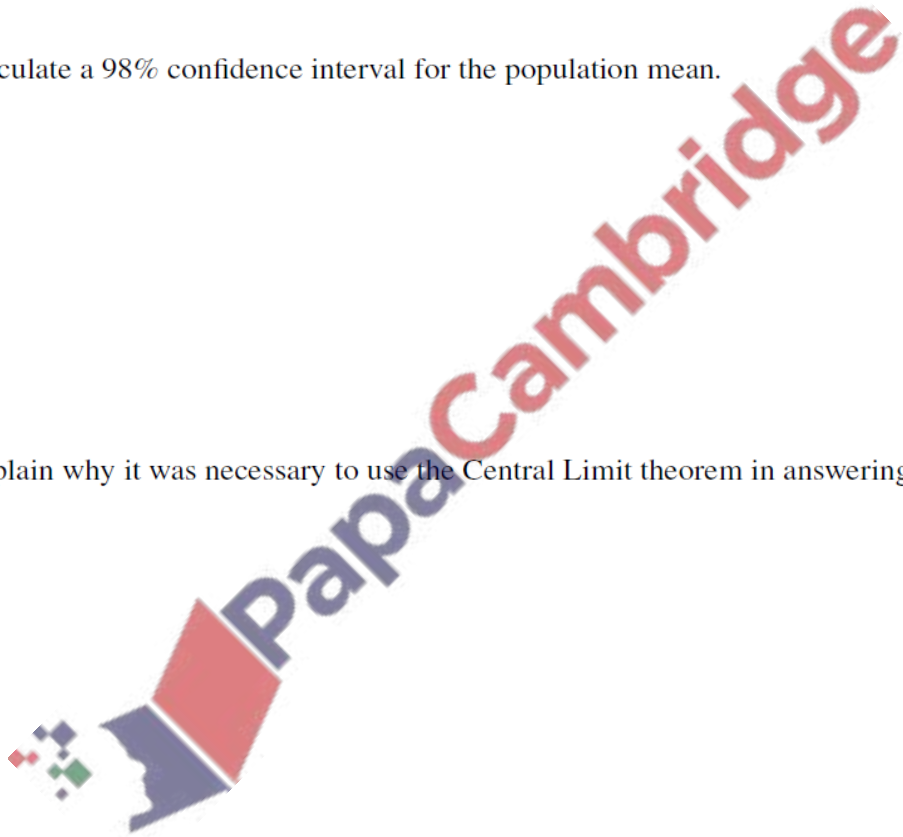 culate a 98% confidence interval for the population mean.
plain why it was necessary to use the Central Limit theorem in answering
PapaCambridge